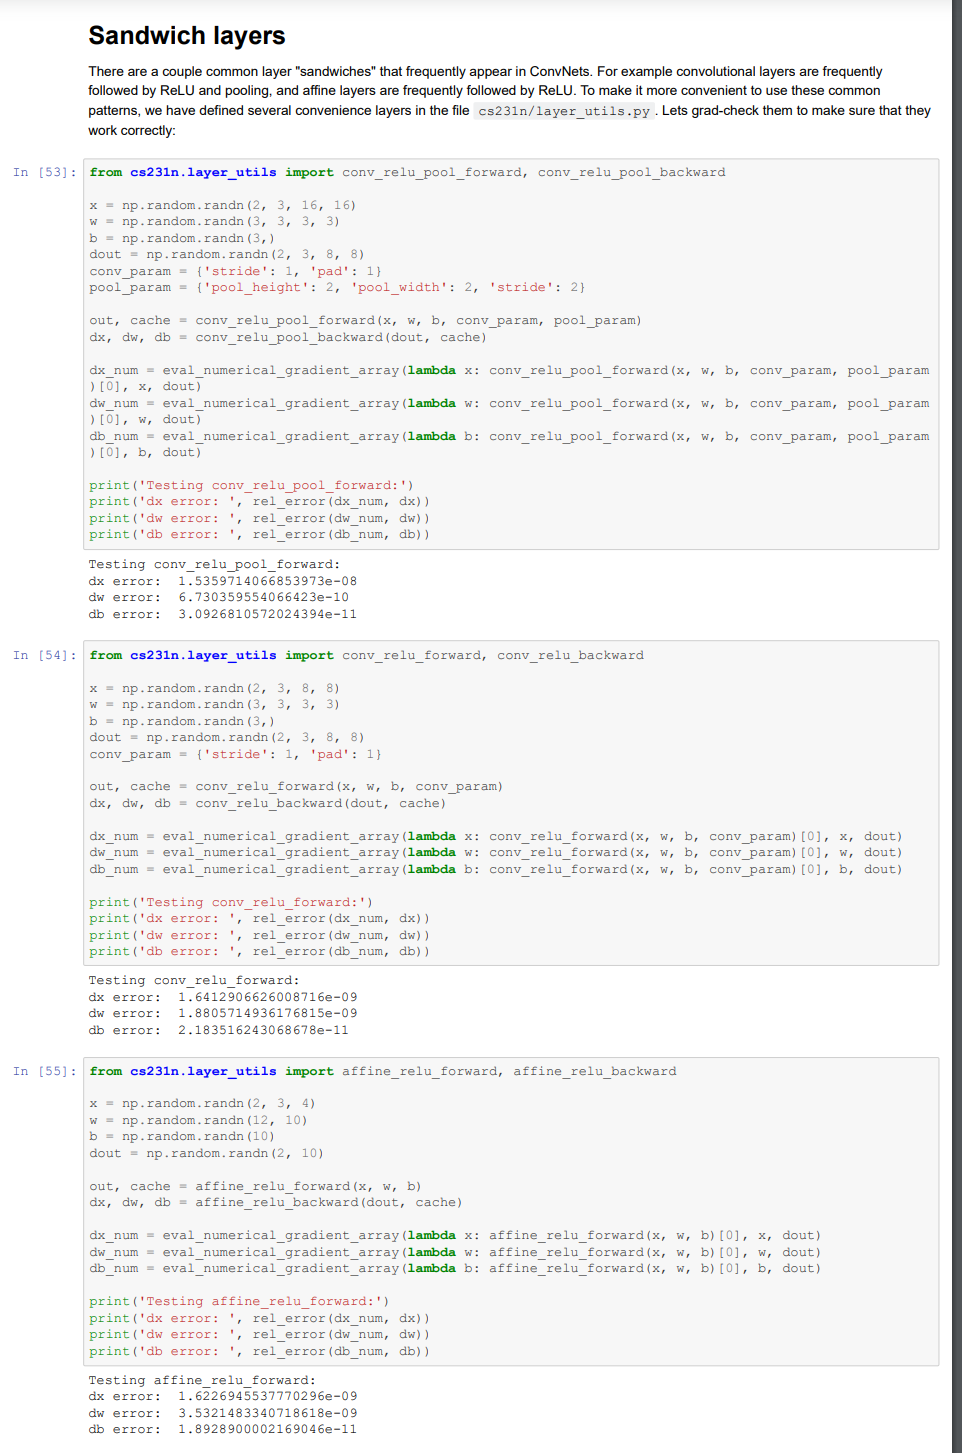 Sandwich layers
There are a couple common layer "sandwiches" that frequently appear in ConvNets. For example convolutional layers are frequently
followed by ReLU and pooling, and affine layers are frequently followed by ReLU. To make it more convenient to use these common
patterns, we have defined several convenience layers in the file cs231n/layer_utils.py . Lets grad-check them to make sure that they
work correctly:
In [53]: from cs231n.layer_utils import conv_relu_pool_forward, conv_relu_pool_backward
x = np.random.randn(2, 3, 16, 16)
w = np.random.randn(3, 3, 3, 3)
b = np.random.randn(3,)
dout = np.random.randn(2, 3, 8, 8)
conv_param = {'stride': 1, 'pad': 1}
pool_param = {'pool_height': 2, 'pool_width': 2, 'stride': 2}
out, cache = conv_relu_pool_forward(x, w, b, conv_param, pool_param)
dx, dw, db = conv_relu_pool_backward(dout, cache)
dx_num = eval_numerical_gradient_array(lambda x: conv_relu_pool_forward(x, w, b, conv_param, pool_param
)[0], x, dout)
dw_num = eval_numerical_gradient_array(lambda w: conv_relu_pool_forward(x, w, b, conv_param, pool_param
)[0], w, dout)
db_num = eval_numerical_gradient_array(lambda b: conv_relu_pool_forward(x, w, b, conv_param, pool_param
)[0], b, dout)
print('Testing conv_relu_pool_forward:')
print('dx error: ', rel_error(dx_num, dx))
print('dw error: ', rel_error(dw_num, dw))
print('db error: ', rel_error(db_num, db))
Testing conv_relu_pool_forward:
dx error:  1.5359714066853973e-08
dw error:  6.730359554066423e-10
db error:  3.0926810572024394e-11
In [54]: from cs231n.layer_utils import conv_relu_forward, conv_relu_backward
x = np.random.randn(2, 3, 8, 8)
w = np.random.randn(3, 3, 3, 3)
b = np.random.randn(3,)
dout = np.random.randn(2, 3, 8, 8)
conv_param = {'stride': 1, 'pad': 1}
out, cache = conv_relu_forward(x, w, b, conv_param)
dx, dw, db = conv_relu_backward(dout, cache)
dx_num = eval_numerical_gradient_array(lambda x: conv_relu_forward(x, w, b, conv_param)[0], x, dout)
dw_num = eval_numerical_gradient_array(lambda w: conv_relu_forward(x, w, b, conv_param)[0], w, dout)
db_num = eval_numerical_gradient_array(lambda b: conv_relu_forward(x, w, b, conv_param)[0], b, dout)
print('Testing conv_relu_forward:')
print('dx error: ', rel_error(dx_num, dx))
print('dw error: ', rel_error(dw_num, dw))
print('db error: ', rel_error(db_num, db))
Testing conv_relu_forward:
dx error:  1.6412906626008716e-09
dw error:  1.8805714936176815e-09
db error:  2.183516243068678e-11
In [55]: from cs231n.layer_utils import affine_relu_forward, affine_relu_backward
x = np.random.randn(2, 3, 4)
w = np.random.randn(12, 10)
b = np.random.randn(10)
dout = np.random.randn(2, 10)
out, cache = affine_relu_forward(x, w, b)
dx, dw, db = affine_relu_backward(dout, cache)
dx_num = eval_numerical_gradient_array(lambda x: affine_relu_forward(x, w, b)[0], x, dout)
dw_num = eval_numerical_gradient_array(lambda w: affine_relu_forward(x, w, b)[0], w, dout)
db_num = eval_numerical_gradient_array(lambda b: affine_relu_forward(x, w, b)[0], b, dout)
print('Testing affine_relu_forward:')
print('dx error: ', rel_error(dx_num, dx))
print('dw error: ', rel_error(dw_num, dw))
print('db error: ', rel_error(db_num, db))
Testing affine_relu_forward:
dx error:  1.6226945537770296e-09
dw error:  3.5321483340718618e-09
db error:  1.8928900002169046e-11